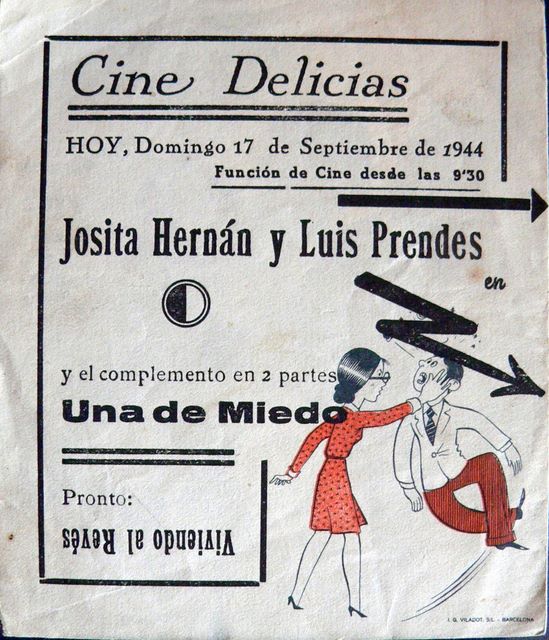 Cine Delicias
HOY, Domingo 17 de Septiembre de 1944
Función de Cine desde las 9'30
Josita Hernán y Luis Prendes
en
y el complemento en 2 partes
Una de Miedo
Pronto:
Viviendo al Revés
I. G. VILADOT, S/L. - BARCELONA